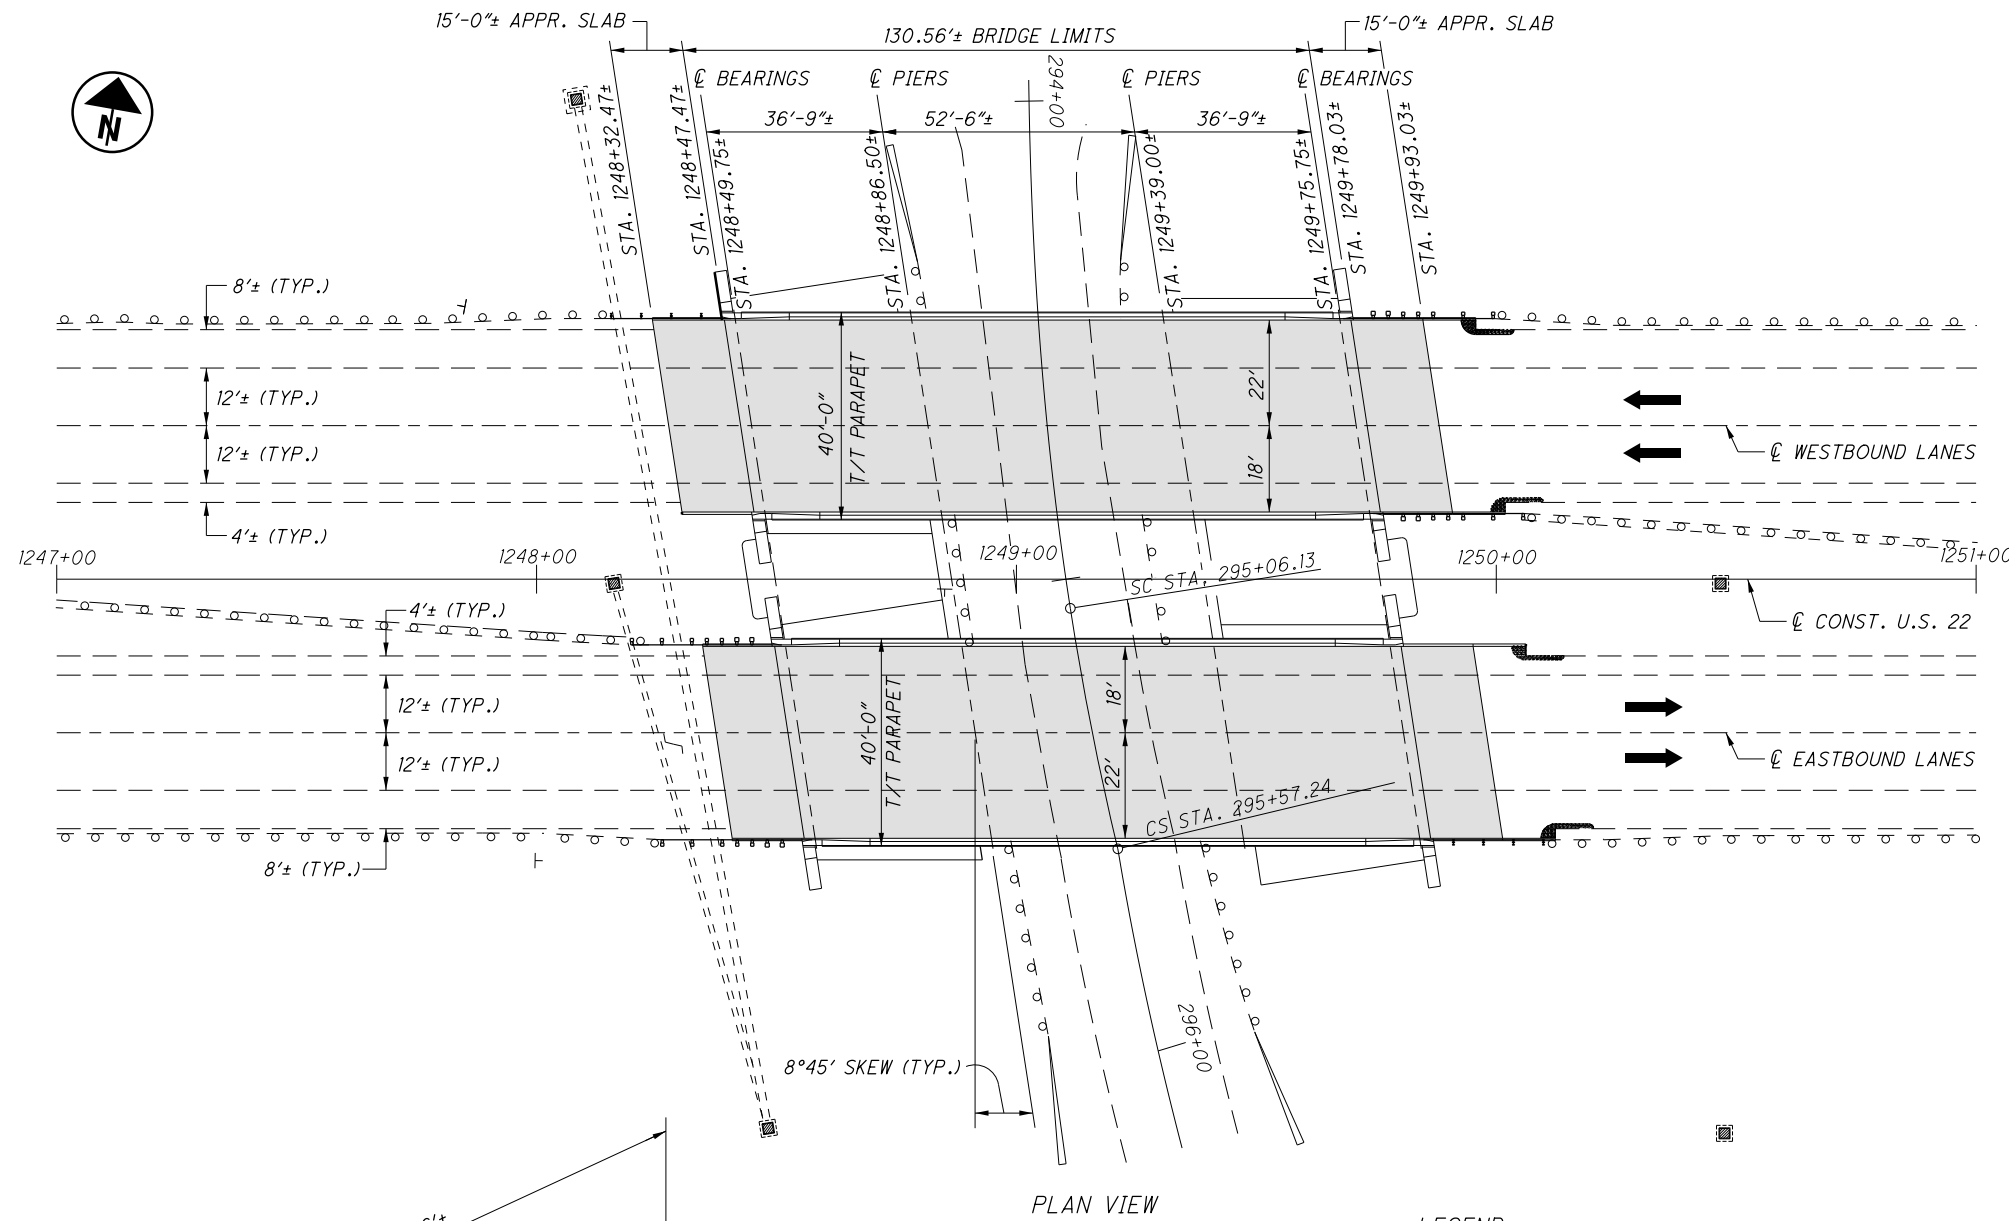 15'-0"± APPR. SLAB
130.56'± BRIDGE LIMITS
15'-0"± APPR. SLAB
℄ BEARINGS
℄ PIERS
294+00
℄ PIERS
℄ BEARINGS
N
36'-9"±
52'-6"±
36'-9"±
STA. 1248+32.47±
STA. 1248+47.47±
STA. 1248+49.75±
STA. 1248+86.50±
STA. 1249+39.00±
STA. 1249+75.75±
STA. 1249+78.03±
STA. 1249+93.03±
8'± (TYP.)
12'± (TYP.)
12'± (TYP.)
4'± (TYP.)
40'-0"
T/T PARAPET
22'
18'
℄ WESTBOUND LANES
1247+00
1248+00
1249+00
1250+00
1251+00
SC STA. 295+06.13
℄ CONST. U.S. 22
4'± (TYP.)
12'± (TYP.)
12'± (TYP.)
8'± (TYP.)
40'-0"
T/T PARAPET
18'
22'
℄ EASTBOUND LANES
CS STA. 295+57.24
296+00
8°45' SKEW (TYP.)
PLAN VIEW